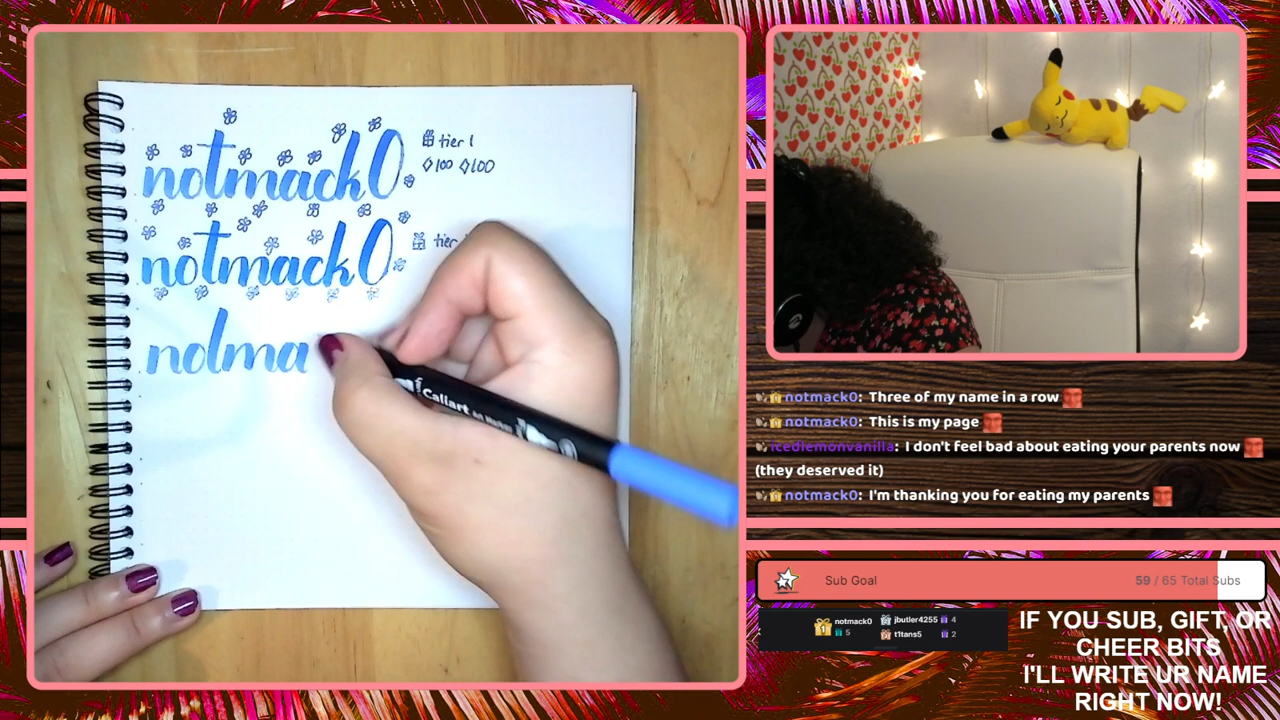 notmack0
tier 1
◊100 ◊100
notmack0
tier
notma
Caliart
notmack0: Three of my name in a row
notmack0: This is my page
icedlemonvanilla: I don't feel bad about eating your parents now
(they deserved it)
notmack0: I'm thanking you for eating my parents
Sub Goal
59 / 65 Total Subs
1
notmack0
5
jbutler4255 4
t1tans5 2
IF YOU SUB, GIFT, OR
CHEER BITS
I'LL WRITE UR NAME
RIGHT NOW!